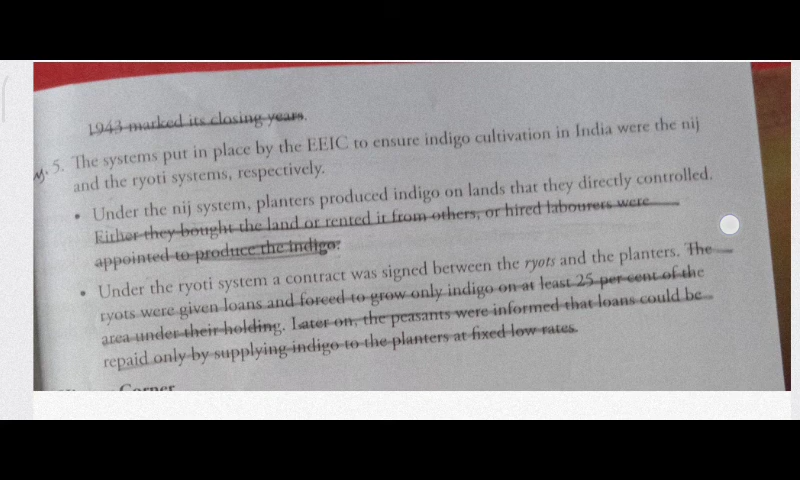 1943 marked its closing years.
5. The systems put in place by the EEIC to ensure indigo cultivation in India were the nij
and the ryoti systems, respectively.
• Under the nij system, planters produced indigo on lands that they directly controlled.
Either they bought the land or rented it from others, or hired labourers were
appointed to produce the indigo.
• Under the ryoti system a contract was signed between the ryots and the planters. The
ryots were given loans and forced to grow only indigo on at least 25 per cent of the
area under their holding. Later on, the peasants were informed that loans could be
repaid only by supplying indigo to the planters at fixed low rates.
Corner